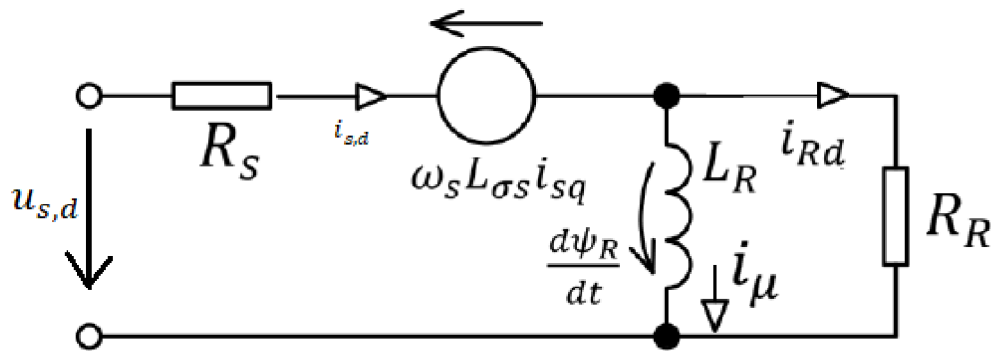 R_s
i_{s,d}
ω_s L_{σs} i_{sq}
u_{s,d}
L_R
i_{Rd}
R_R
dψ_R
dt
i_μ